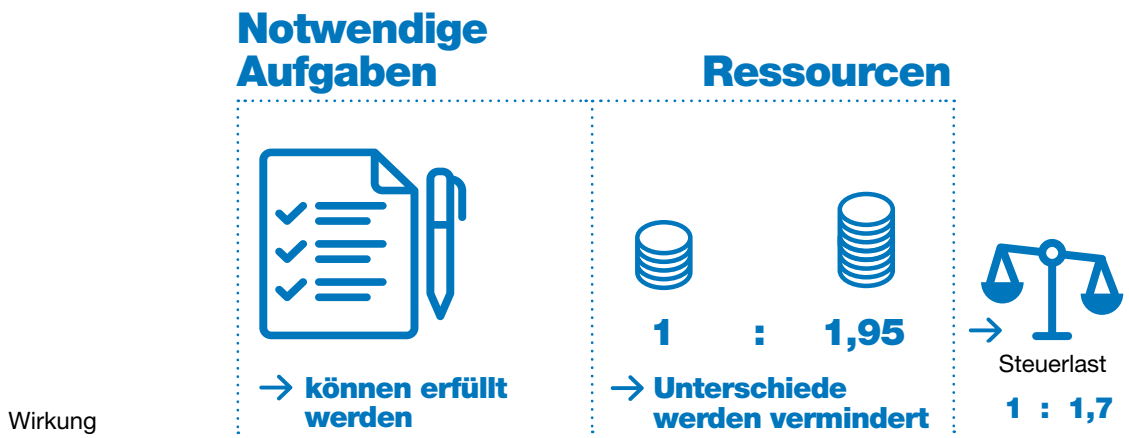 Notwendige
Aufgaben
Ressourcen
1 : 1,95
→ können erfüllt
werden
→ Unterschiede
werden vermindert
→
Steuerlast
1 : 1,7
Wirkung